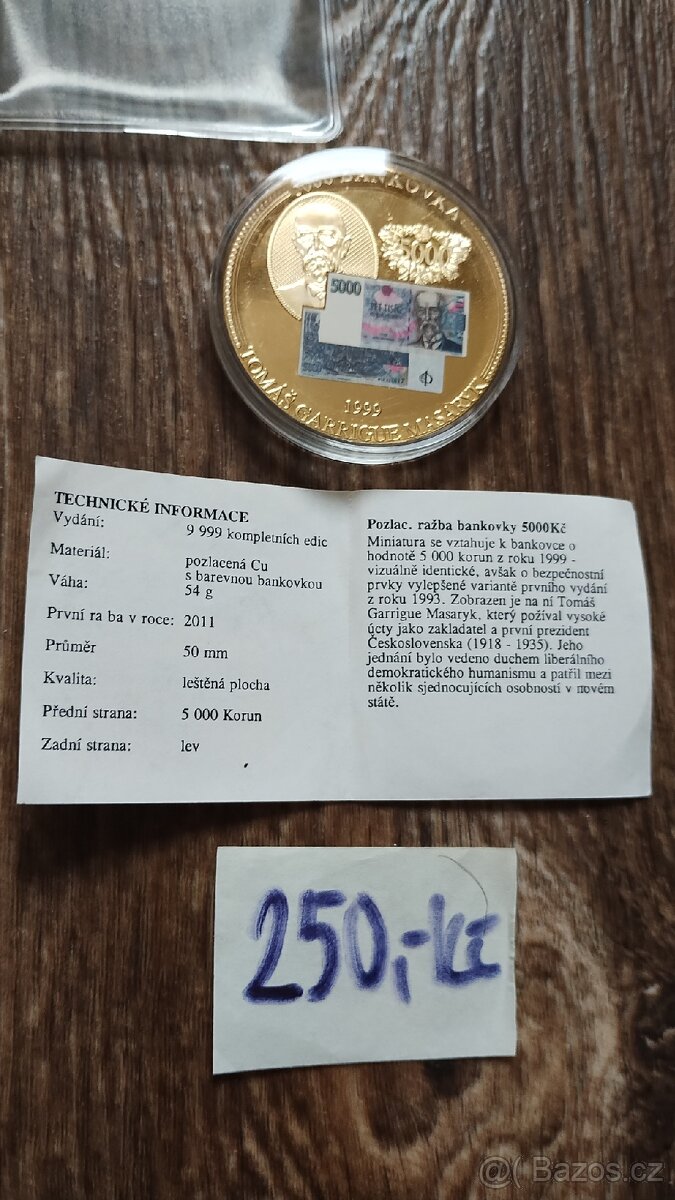 BANKOVKA
5000
5000
1999
TOMÁŠ GARRIGUE MASARYK
TECHNICKÉ INFORMACE
Vydání: 9 999 kompletních edic
Materiál: pozlacená Cu
s barevnou bankovkou
Váha: 54 g
První ra ba v roce: 2011
Průměr 50 mm
Kvalita: leštěná plocha
Přední strana: 5 000 Korun
Zadní strana: lev
Pozlac. ražba bankovky 5000Kč
Miniatura se vztahuje k bankovce o
hodnotě 5 000 korun z roku 1999 -
vizuálně identické, avšak o bezpečnostní
prvky vylepšené variantě prvního vydání
z roku 1993. Zobrazen je na ní Tomáš
Garrigue Masaryk, který požíval vysoké
úcty jako zakladatel a první prezident
Československa (1918 - 1935). Jeho
jednání bylo vedeno duchem liberálního
demokratického humanismu a patřil mezi
několik sjednocujících osobností v novém
státě.
250,-Kč
@( Bazos.cz